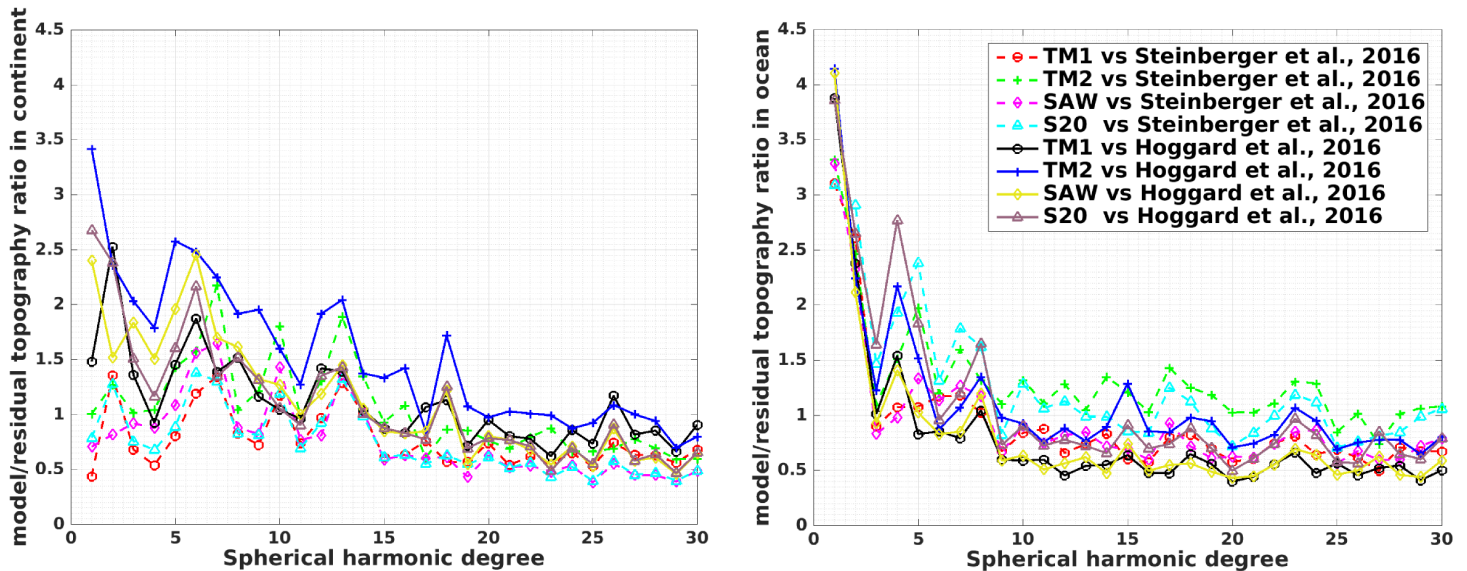 model/residual topography ratio in continent
4.5
4
3.5
3
2.5
2
1.5
1
0.5
0
0 5 10 15 20 25 30
Spherical harmonic degree
model/residual topography ratio in ocean
4.5
4
3.5
3
2.5
2
1.5
1
0.5
0
0 5 10 15 20 25 30
Spherical harmonic degree
TM1 vs Steinberger et al., 2016
TM2 vs Steinberger et al., 2016
SAW vs Steinberger et al., 2016
S20 vs Steinberger et al., 2016
TM1 vs Hoggard et al., 2016
TM2 vs Hoggard et al., 2016
SAW vs Hoggard et al., 2016
S20 vs Hoggard et al., 2016